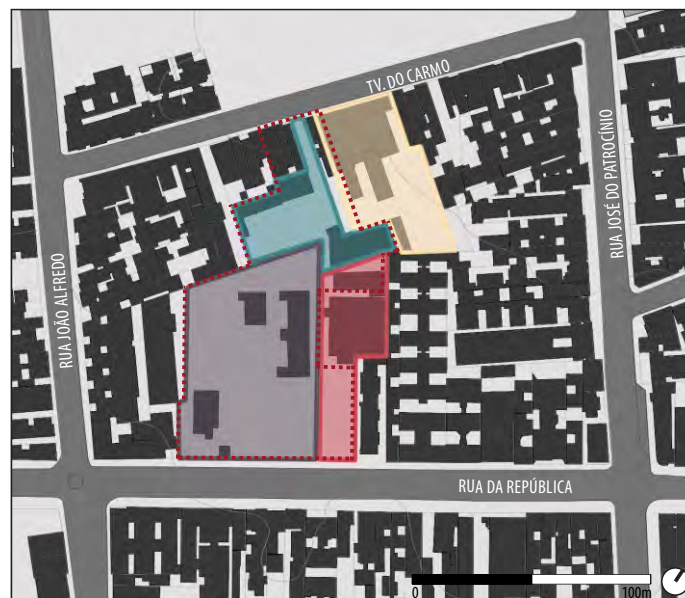 TV. DO CARMO
RUA JOSÉ DO PATROCÍNIO
RUA JOÃO ALFREDO
RUA DA REPÚBLICA
0 100m